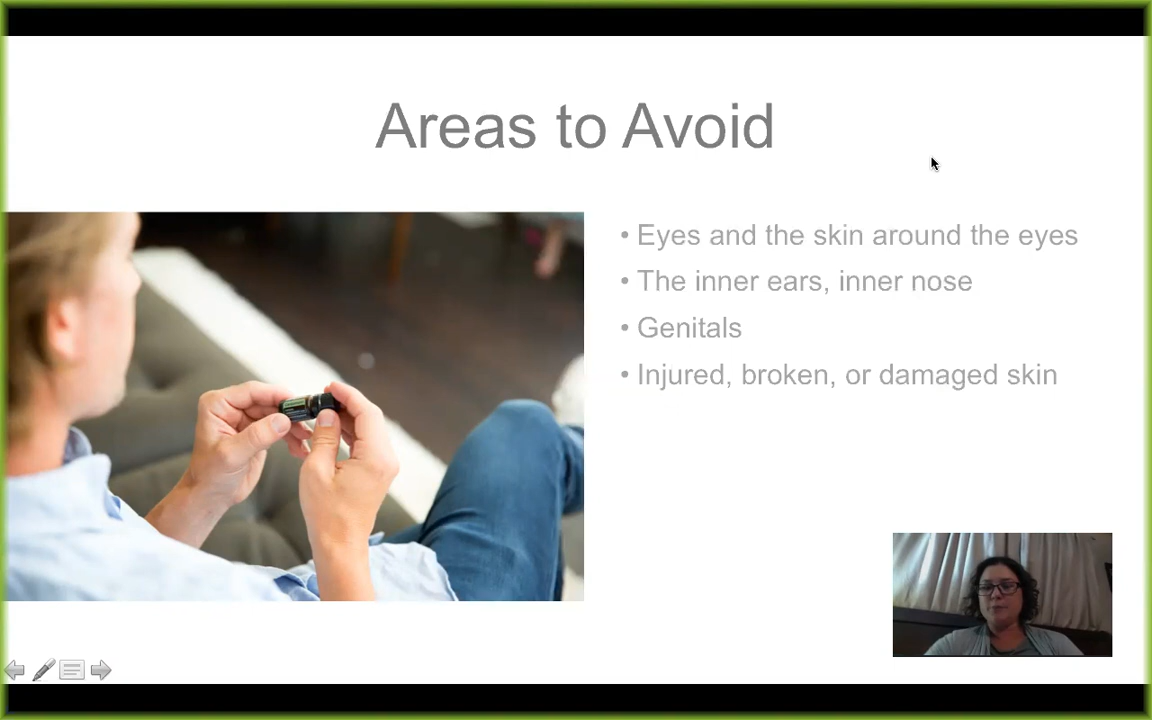 Areas to Avoid
• Eyes and the skin around the eyes
• The inner ears, inner nose
• Genitals
• Injured, broken, or damaged skin